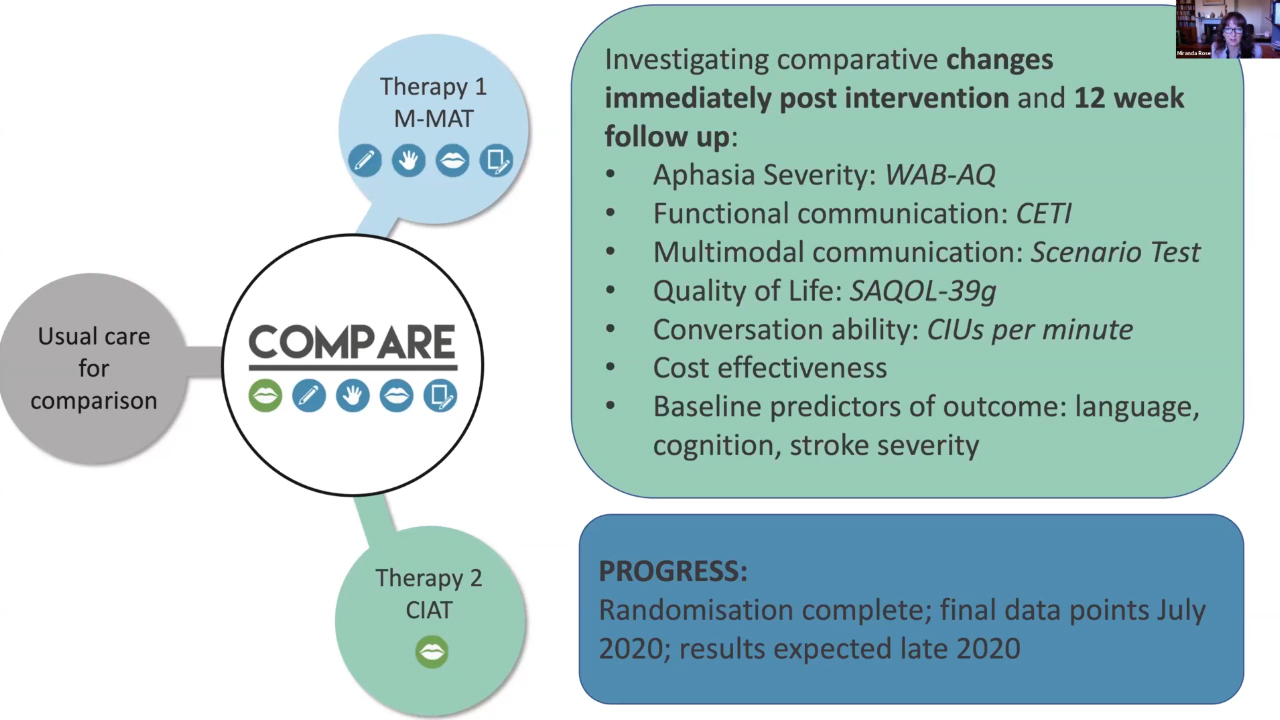 Therapy 1
M-MAT
Usual care
for
comparison
COMPARE
Therapy 2
CIAT
Investigating comparative changes
immediately post intervention and 12 week
follow up:
• Aphasia Severity: WAB-AQ
• Functional communication: CETI
• Multimodal communication: Scenario Test
• Quality of Life: SAQOL-39g
• Conversation ability: CIUs per minute
• Cost effectiveness
• Baseline predictors of outcome: language,
cognition, stroke severity
PROGRESS:
Randomisation complete; final data points July
2020; results expected late 2020
Miranda Rose